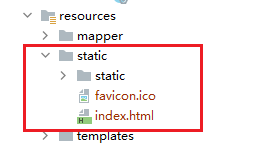 resources
mapper
static
static
favicon.ico
index.html
templates